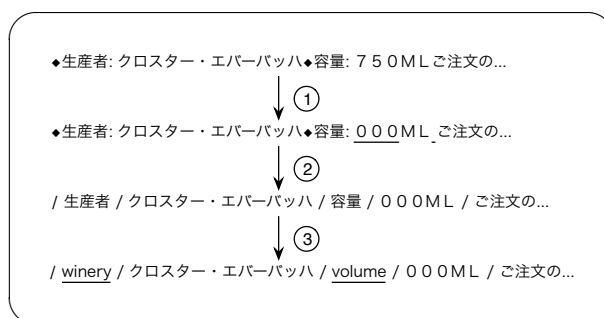 ◆生産者: クロスター・エバーバッハ◆容量: ７５０ＭＬご注文の...
①
◆生産者: クロスター・エバーバッハ◆容量: ０００ＭＬ ご注文の...
②
/ 生産者 / クロスター・エバーバッハ / 容量 / ０００ＭＬ / ご注文の...
③
/ winery / クロスター・エバーバッハ / volume / ０００ＭＬ / ご注文の...